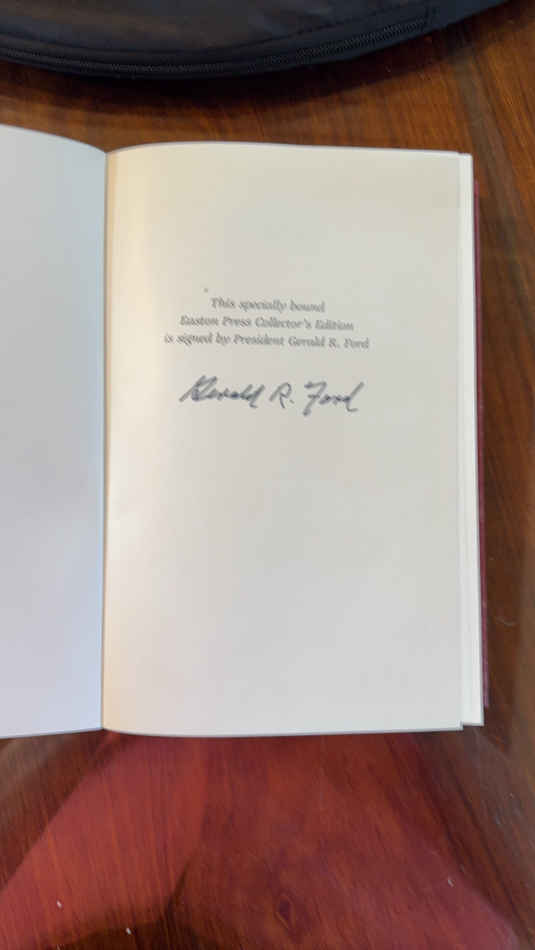 This specially bound
Easton Press Collector's Edition
is signed by President Gerald R. Ford
Gerald R. Ford